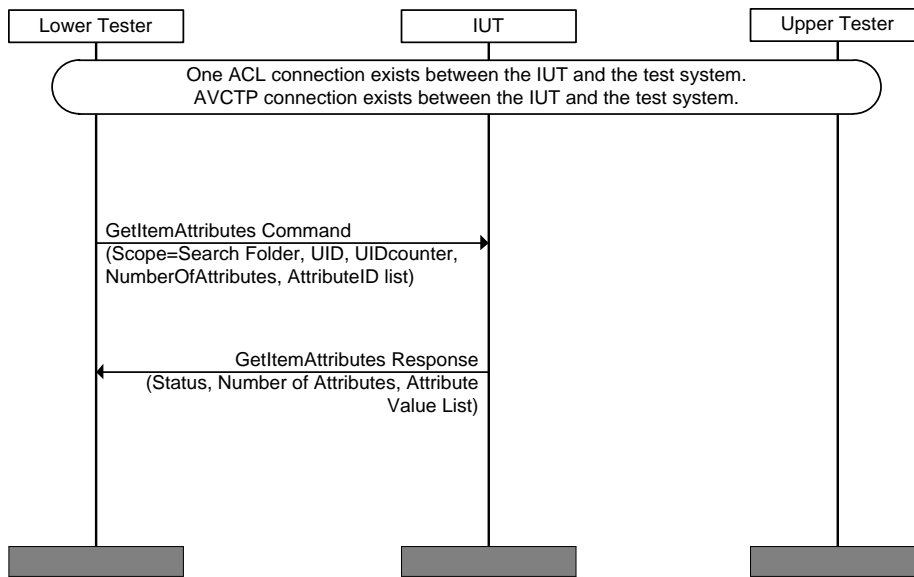 Lower Tester
IUT
Upper Tester
One ACL connection exists between the IUT and the test system.
AVCTP connection exists between the IUT and the test system.
GetItemAttributes Command
(Scope=Search Folder, UID, UIDcounter,
NumberOfAttributes, AttributeID list)
GetItemAttributes Response
(Status, Number of Attributes, Attribute
Value List)